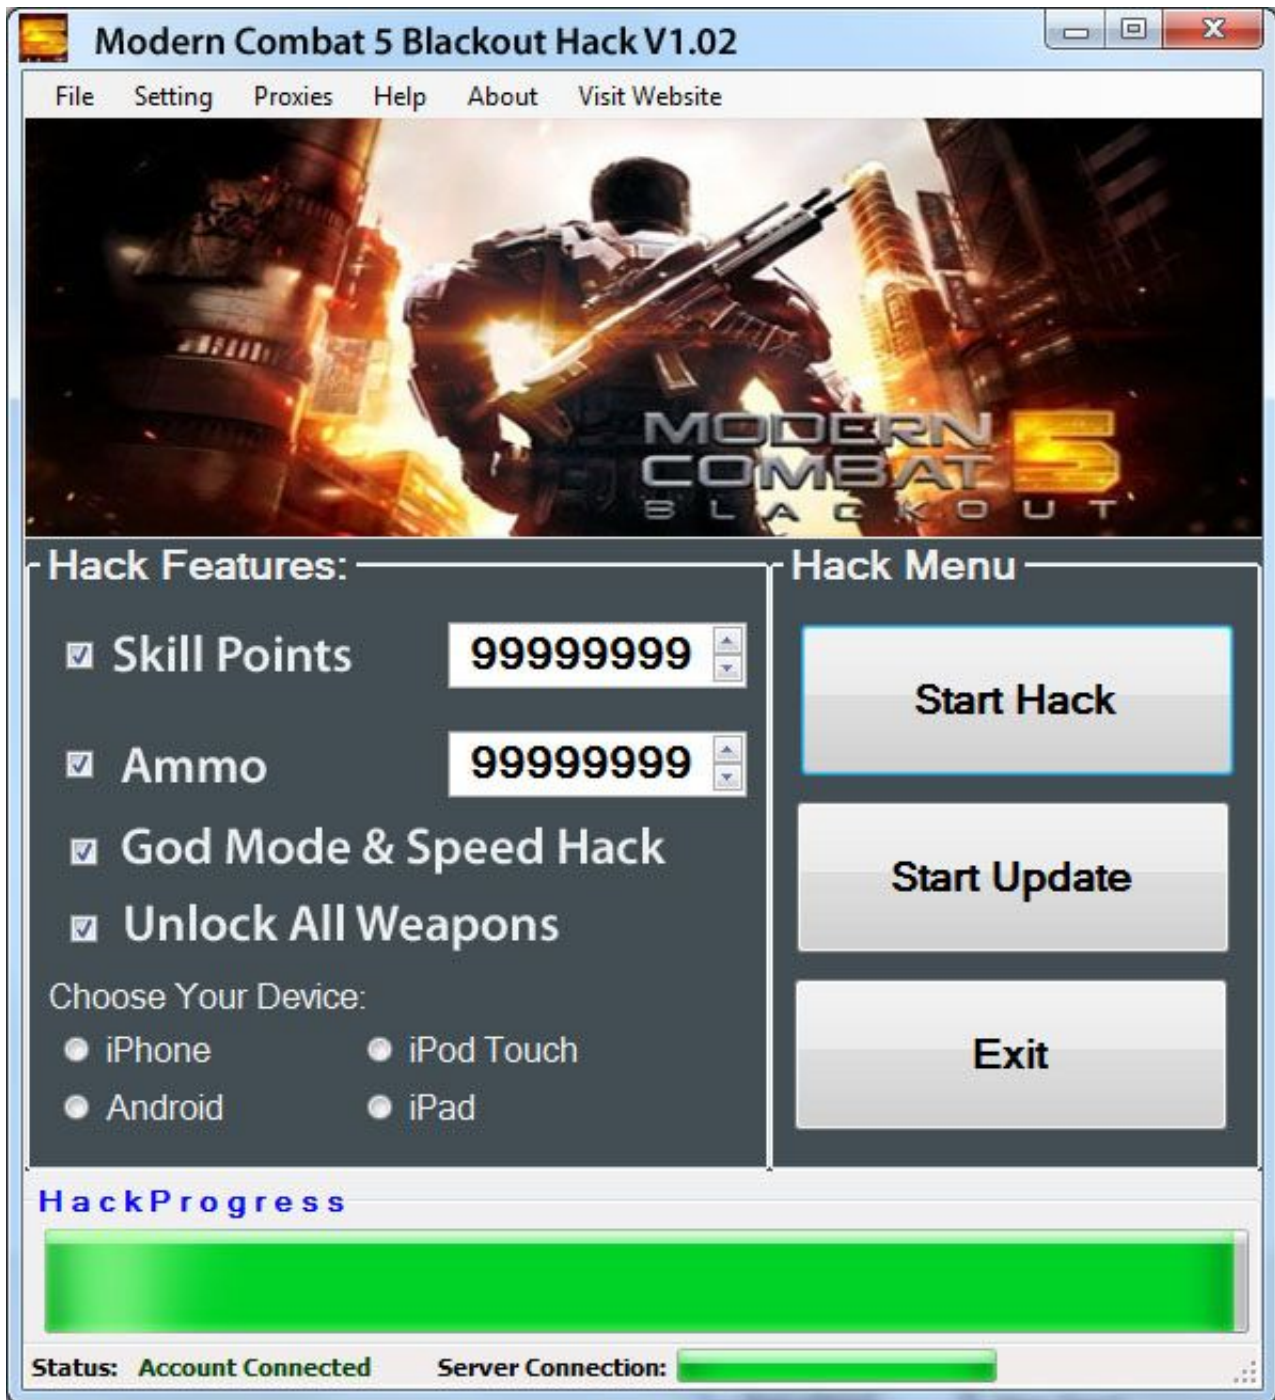 Modern Combat 5 Blackout Hack V1.02
File Setting Proxies Help About Visit Website
MODERN 5
COMBAT
BLACKOUT
Hack Features:
Hack Menu
Skill Points 99999999
Start Hack
Ammo 99999999
God Mode & Speed Hack
Start Update
Unlock All Weapons
Choose Your Device:
iPhone iPod Touch
Exit
Android iPad
HackProgress
Status: Account Connected Server Connection: